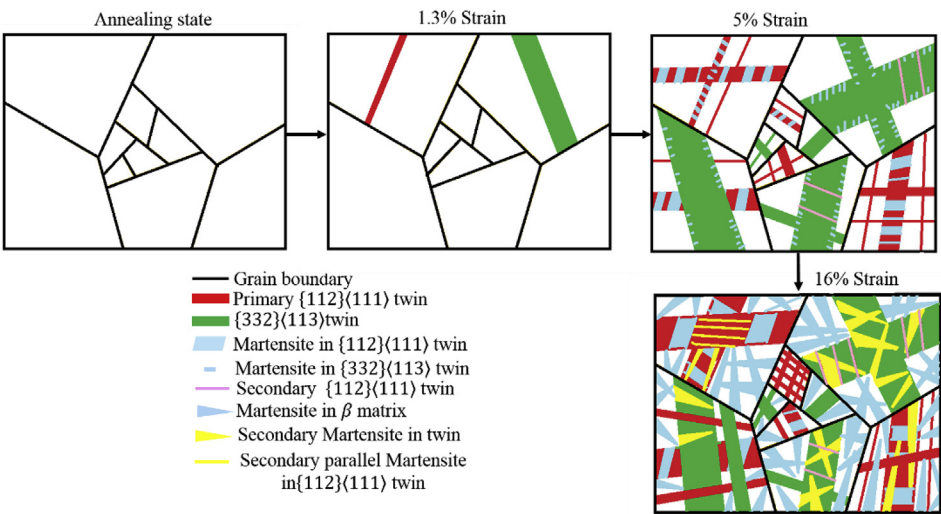 Annealing state
1.3% Strain
5% Strain
16% Strain
Grain boundary
Primary {112}⟨111⟩ twin
{332}⟨113⟩twin
Martensite in {112}⟨111⟩ twin
Martensite in {332}⟨113⟩ twin
Secondary {112}⟨111⟩ twin
Martensite in β matrix
Secondary Martensite in twin
Secondary parallel Martensite
in{112}⟨111⟩ twin